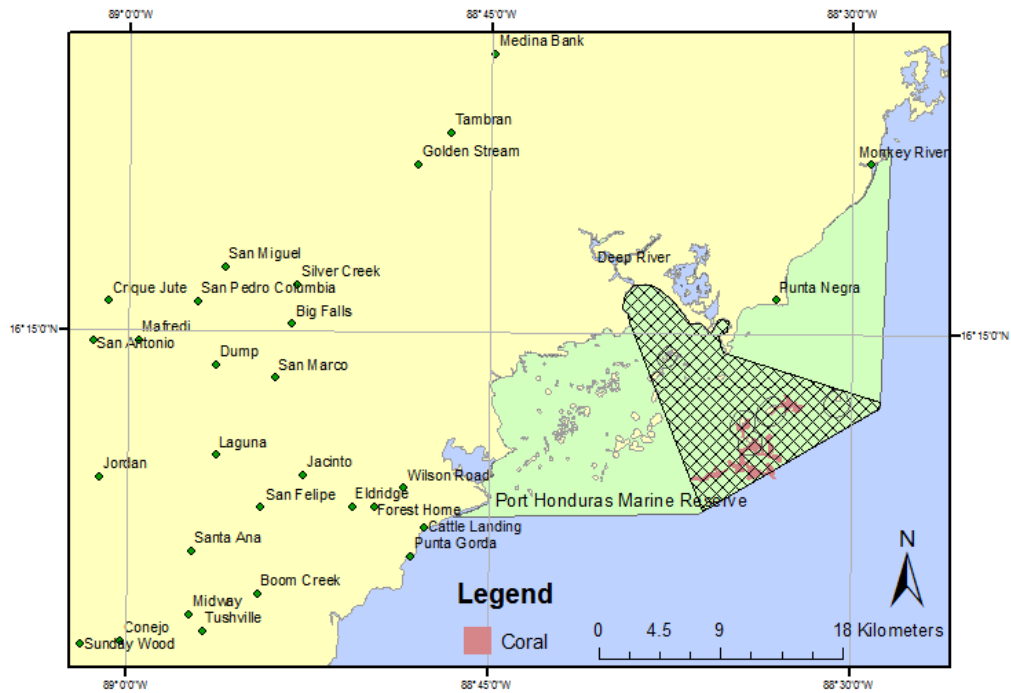 89°0'0"W 88°45'0"W 88°30'0"W
Medina Bank
Tambran
Golden Stream
Monkey River
San Miguel
Deep River
Silver Creek
Crique Jute
San Pedro Columbia
Punta Negra
Big Falls
16°15'0"N
Mafredi
16°15'0"N
San Antonio
Dump
San Marco
Laguna
Jordan
Jacinto
Wilson Road
San Felipe
Eldridge
Port Honduras Marine Reserve
Forest Home
Cattle Landing
Santa Ana
Punta Gorda
N
Boom Creek
Legend
Midway
Tushville
Conejo
0 4.5 9 18 Kilometers
Coral
Sunday Wood
89°0'0"W 88°45'0"W 88°30'0"W